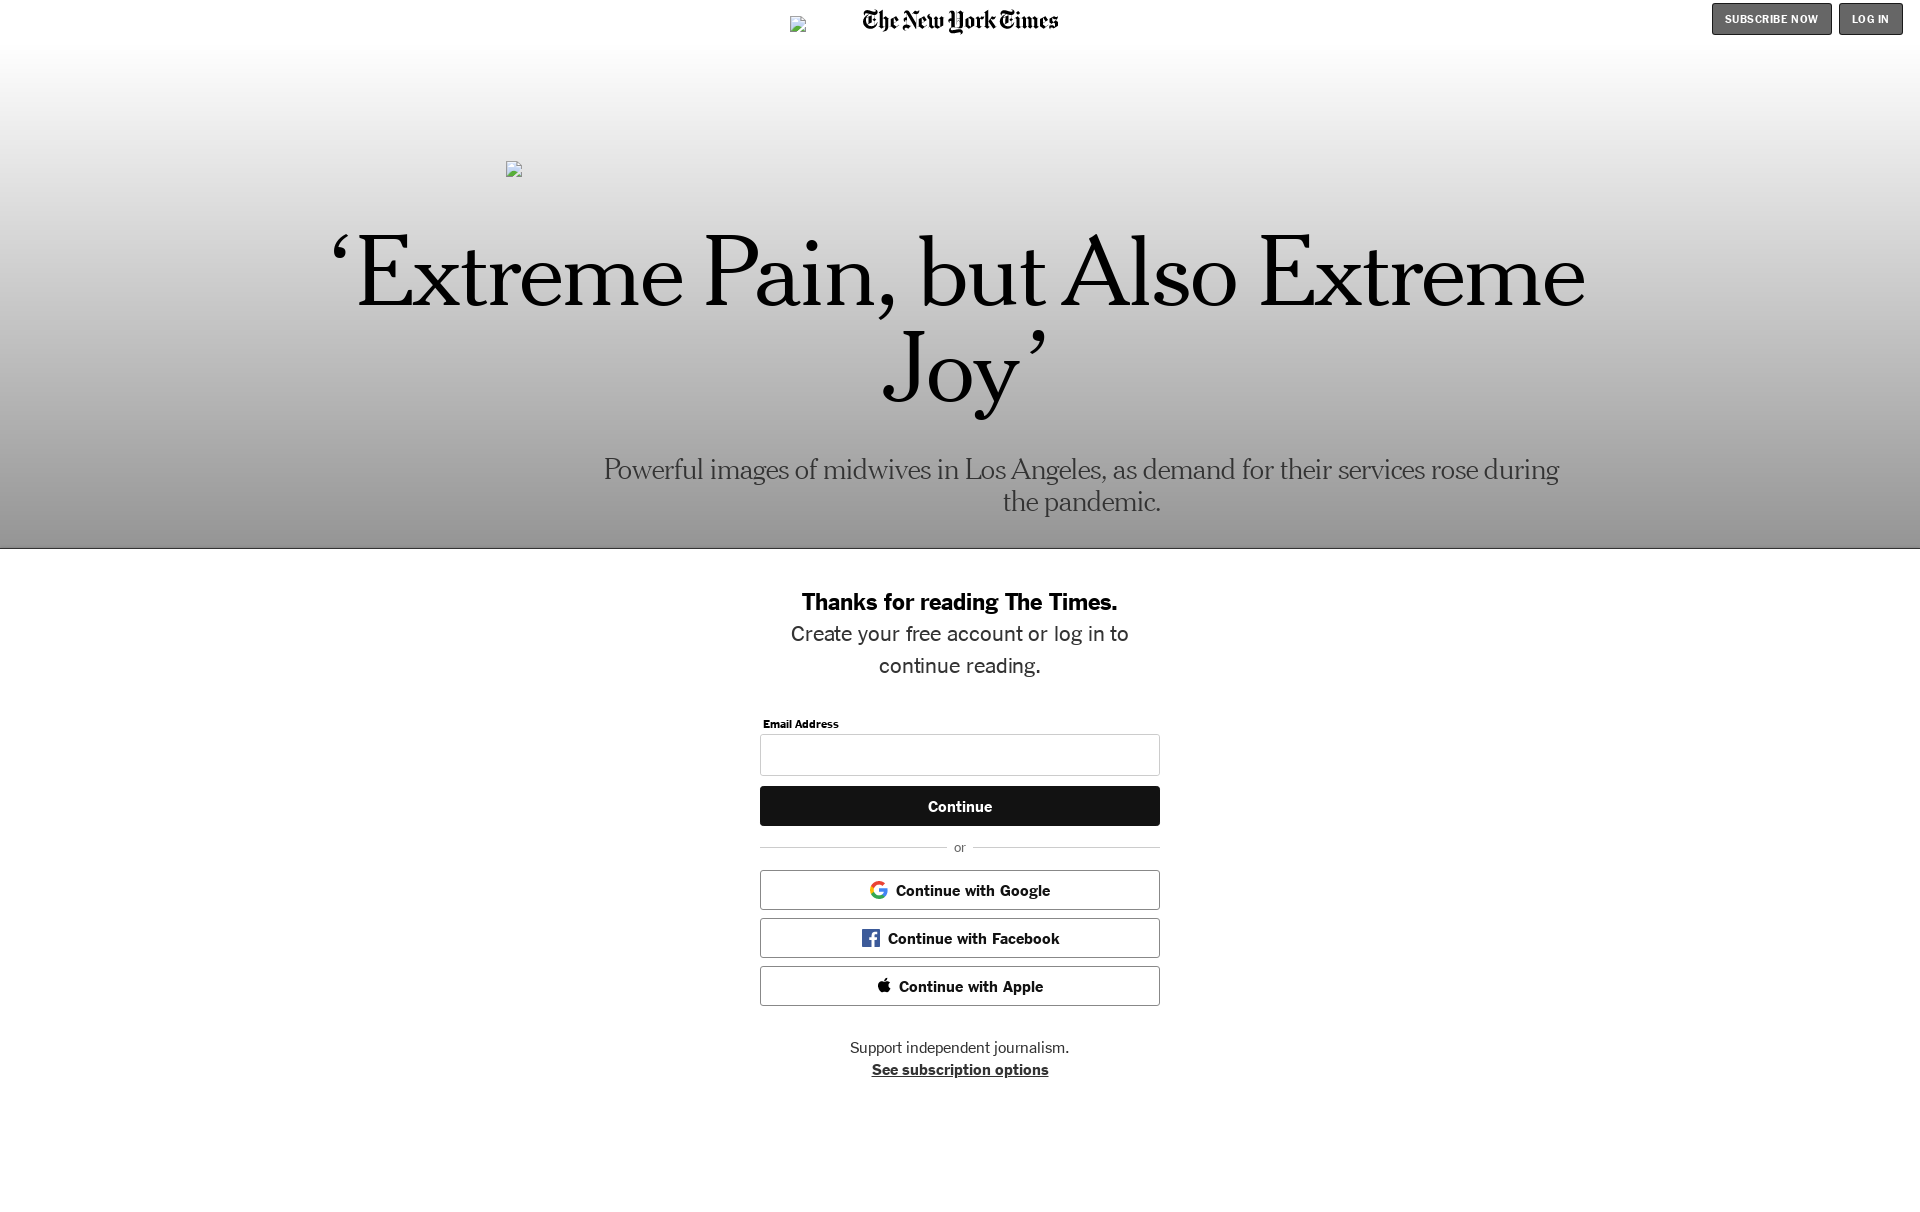 The New York Times
SUBSCRIBE NOW
LOG IN
‘Extreme Pain, but Also Extreme
Joy’
Powerful images of midwives in Los Angeles, as demand for their services rose during
the pandemic.
Thanks for reading The Times.
Create your free account or log in to
continue reading.
Email Address
Continue
or
Continue with Google
Continue with Facebook
Continue with Apple
Support independent journalism.
See subscription options